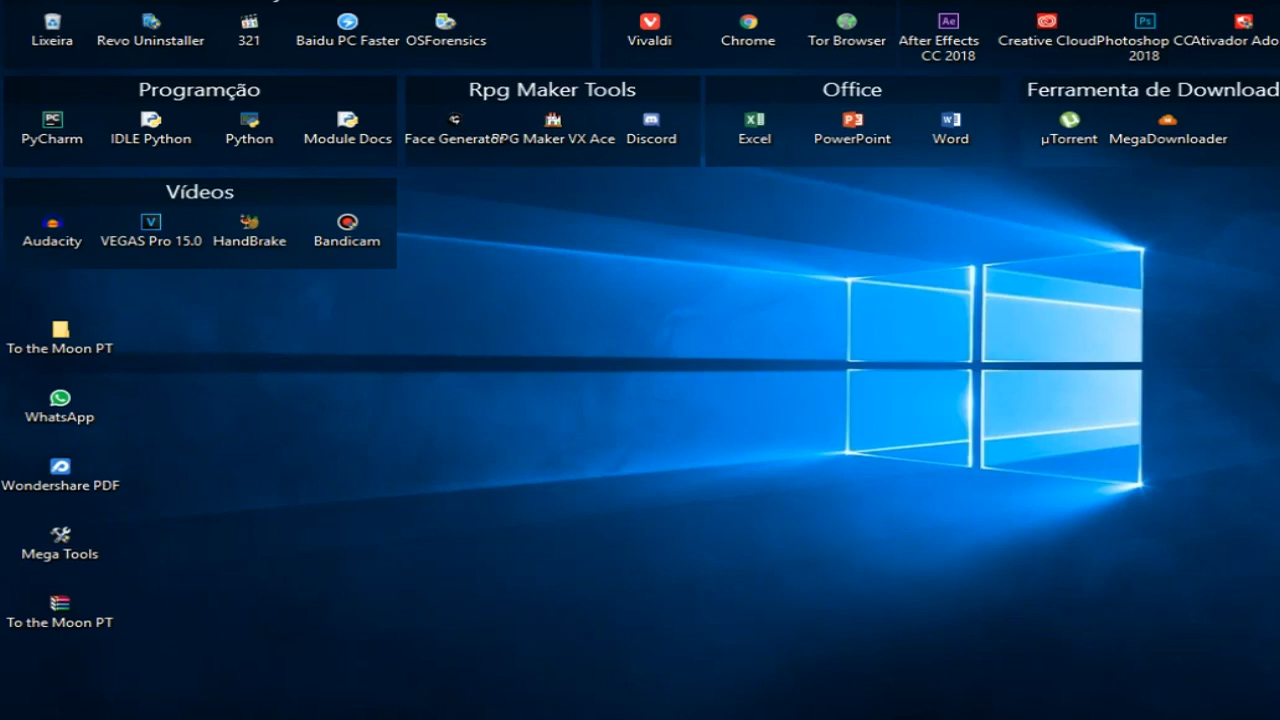 Lixeira
Revo Uninstaller
321
Baidu PC Faster
OSForensics
Vivaldi
Chrome
Tor Browser
After Effects
CC 2018
Creative Cloud
Photoshop CC
2018
Ativador Ado
Programção
PyCharm
IDLE Python
Python
Module Docs
Rpg Maker Tools
Face Generator
RPG Maker VX Ace
Discord
Office
Excel
PowerPoint
Word
Ferramenta de Download
µTorrent
MegaDownloader
Vídeos
Audacity
VEGAS Pro 15.0
HandBrake
Bandicam
To the Moon PT
WhatsApp
Wondershare PDF
Mega Tools
To the Moon PT